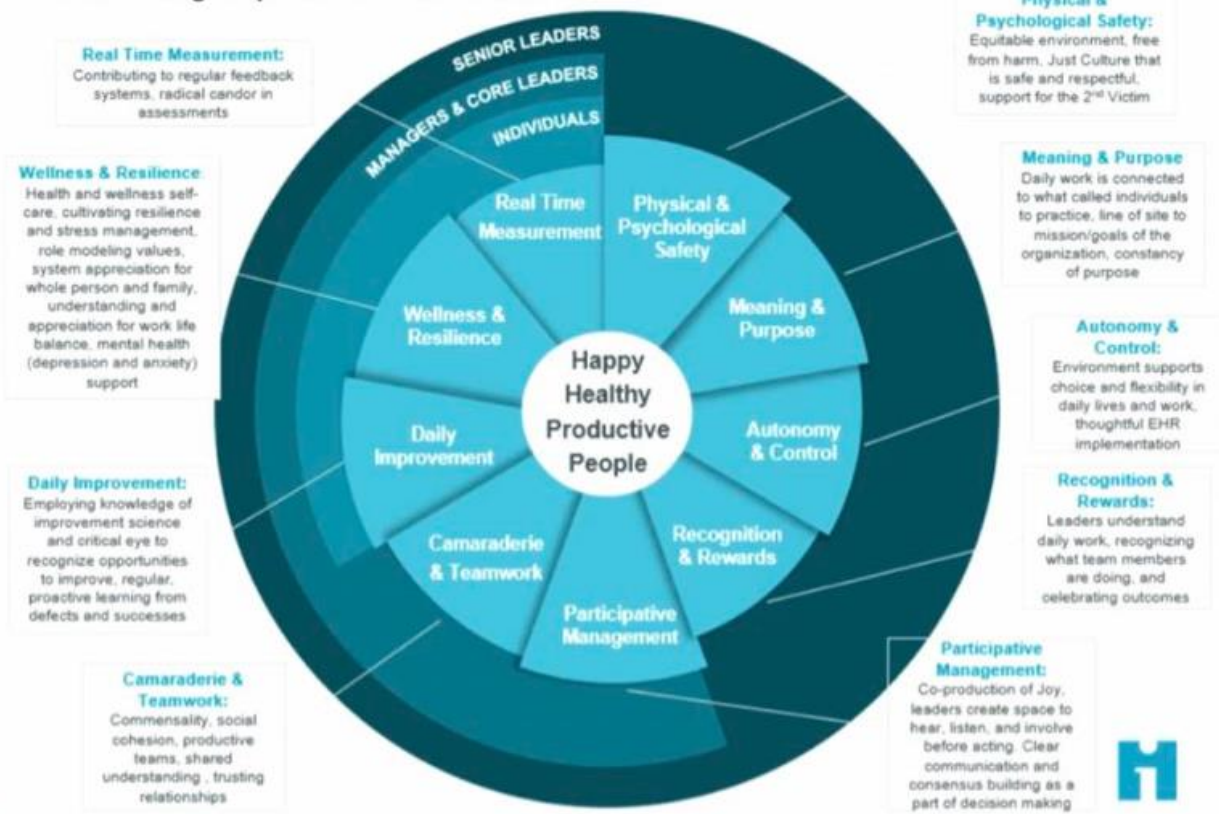 SENIOR LEADERS
MANAGERS & CORE LEADERS
INDIVIDUALS
Real Time
Measurement
Physical &
Psychological
Safety
Meaning &
Purpose
Autonomy
& Control
Recognition
& Rewards
Participative
Management
Camaraderie
& Teamwork
Daily
Improvement
Wellness &
Resilience
Happy
Healthy
Productive
People
Real Time Measurement:
Contributing to regular feedback
systems, radical candor in
assessments
Wellness & Resilience
Health and wellness self-
care, cultivating resilience
and stress management,
role modeling values,
system appreciation for
whole person and family,
understanding and
appreciation for work life
balance, mental health
(depression and anxiety)
support
Daily Improvement:
Employing knowledge of
improvement science
and critical eye to
recognize opportunities
to improve, regular,
proactive learning from
defects and successes
Camaraderie &
Teamwork:
Commensality, social
cohesion, productive
teams, shared
understanding , trusting
relationships
Physical &
Psychological Safety:
Equitable environment, free
from harm, Just Culture that
is safe and respectful,
support for the 2nd Victim
Meaning & Purpose
Daily work is connected
to what called individuals
to practice, line of site to
mission/goals of the
organization, constancy
of purpose
Autonomy &
Control:
Environment supports
choice and flexibility in
daily lives and work,
thoughtful EHR
implementation
Recognition &
Rewards:
Leaders understand
daily work, recognizing
what team members
are doing, and
celebrating outcomes
Participative
Management:
Co-production of Joy,
leaders create space to
hear, listen, and involve
before acting. Clear
communication and
consensus building as a
part of decision making